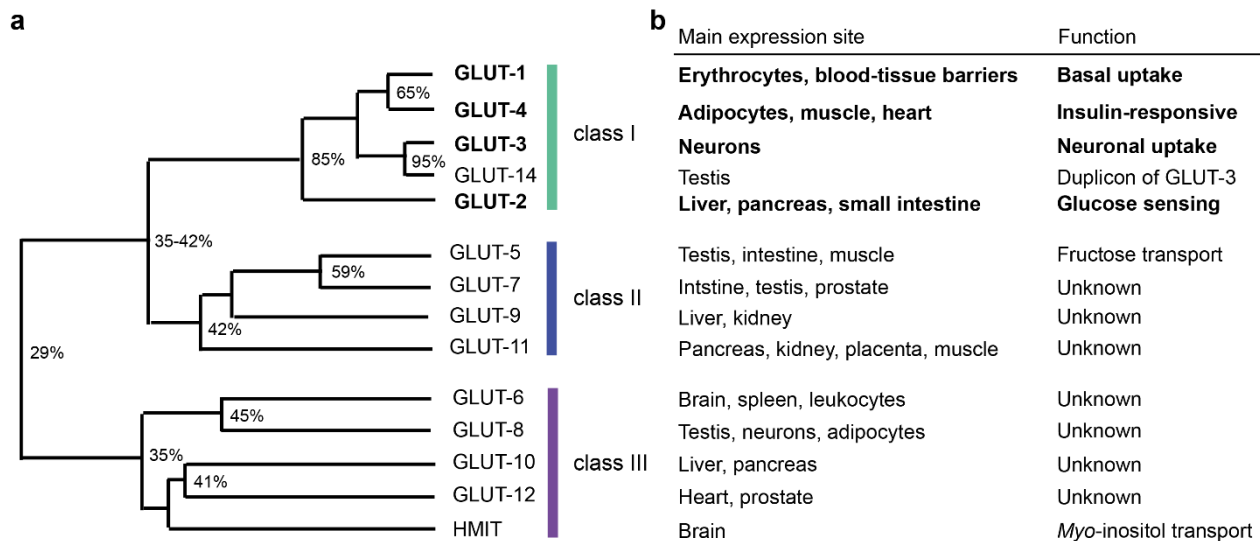 a
b
Main expression site Function
GLUT-1 Erythrocytes, blood-tissue barriers Basal uptake
65%
GLUT-4 Adipocytes, muscle, heart Insulin-responsive
class I
GLUT-3 Neurons Neuronal uptake
85% 95%
GLUT-14 Testis Duplicon of GLUT-3
GLUT-2 Liver, pancreas, small intestine Glucose sensing
35-42%
GLUT-5 Testis, intestine, muscle Fructose transport
59%
GLUT-7 Intstine, testis, prostate Unknown
class II
GLUT-9 Liver, kidney Unknown
42%
GLUT-11 Pancreas, kidney, placenta, muscle Unknown
29%
GLUT-6 Brain, spleen, leukocytes Unknown
45%
GLUT-8 Testis, neurons, adipocytes Unknown
35%
GLUT-10 Liver, pancreas Unknown
class III
41%
GLUT-12 Heart, prostate Unknown
HMIT Brain Myo-inositol transport